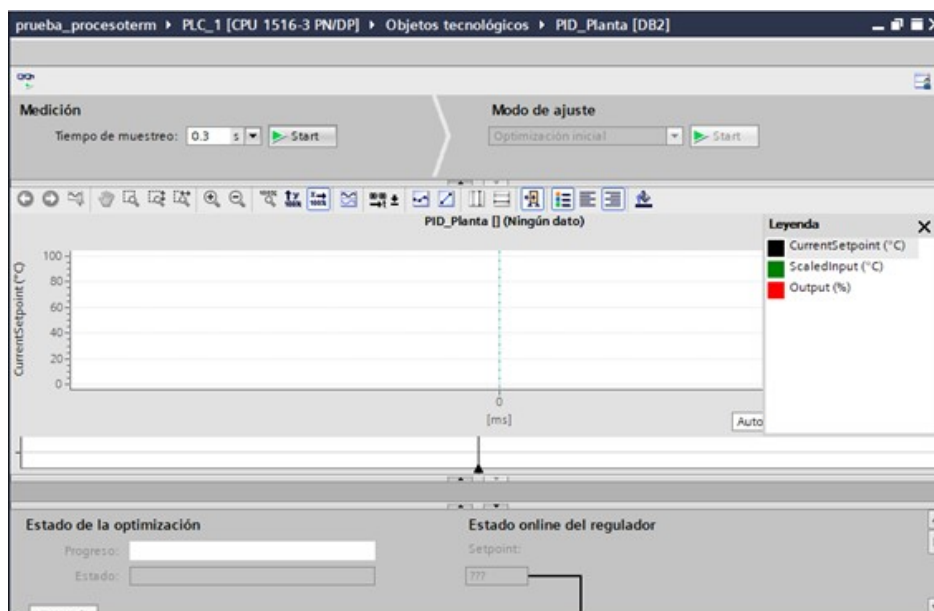 prueba_procesoterm ▸ PLC_1 [CPU 1516-3 PN/DP] ▸ Objetos tecnológicos ▸ PID_Planta [DB2]
Medición
Tiempo de muestreo: 0.3 s Start
Modo de ajuste
Optimización inicial Start
PID_Planta [] (Ningún dato)
Leyenda
CurrentSetpoint (°C)
ScaledInput (°C)
Output (%)
CurrentSetpoint (°C)
100
80
60
40
20
0
0
[ms]
Auto
Estado de la optimización
Progreso:
Estado:
Estado online del regulador
Setpoint:
???